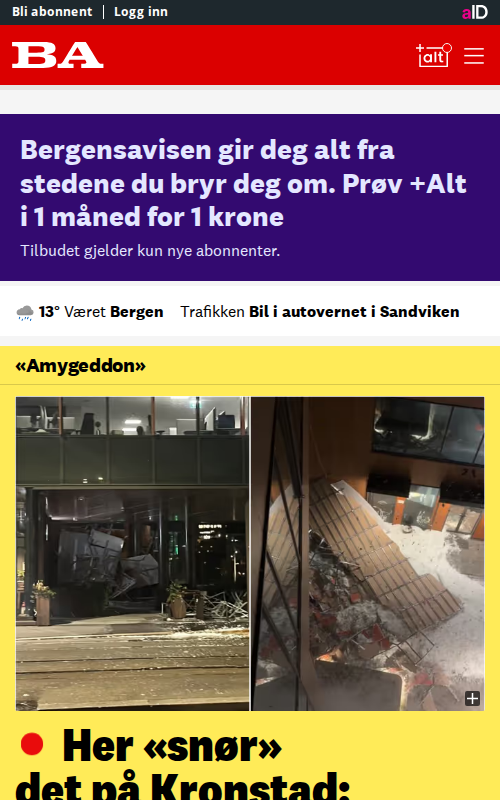 Bli abonnent | Logg inn
aID
BA
+alt
Bergensavisen gir deg alt fra
stedene du bryr deg om. Prøv +Alt
i 1 måned for 1 krone
Tilbudet gjelder kun nye abonnenter.
13° Været Bergen Trafikken Bil i autovernet i Sandviken
«Amygeddon»
Her «snør»
det på Kronstad: